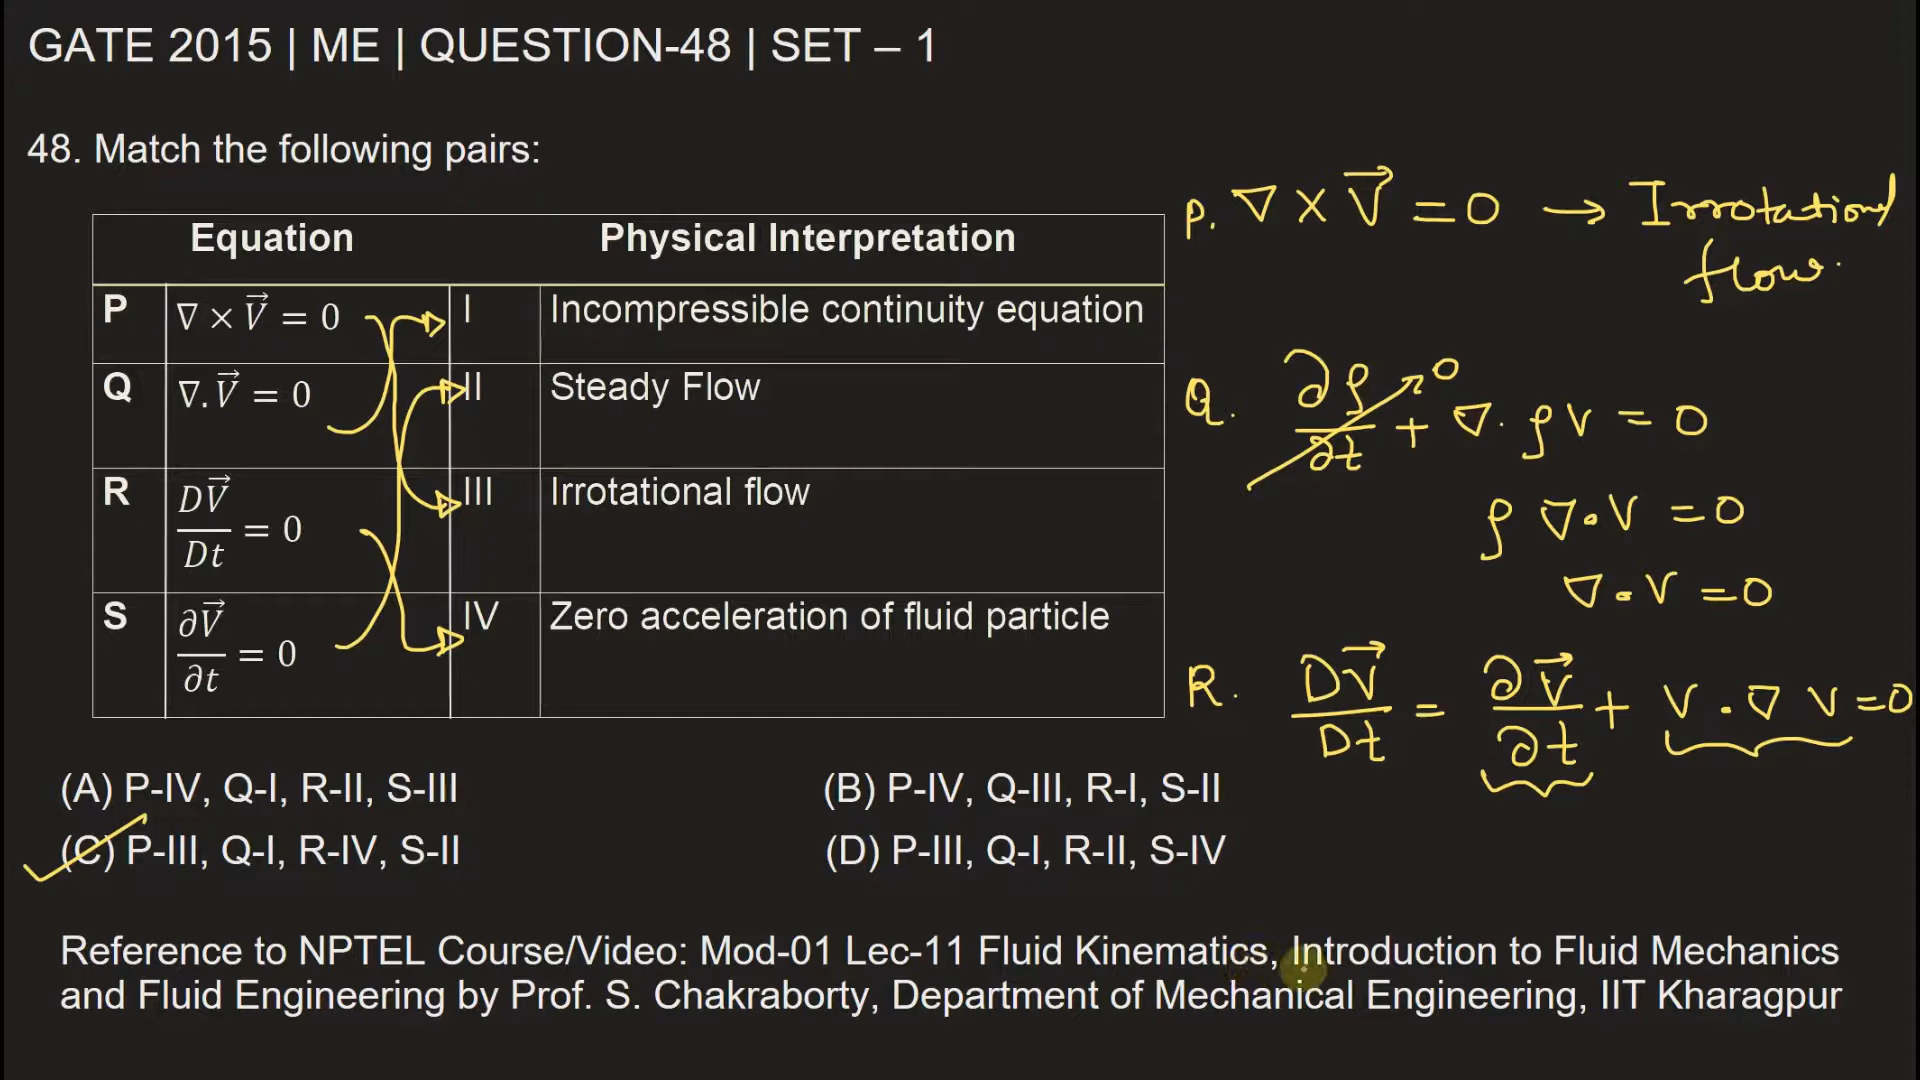 GATE 2015 | ME | QUESTION-48 | SET – 1
48. Match the following pairs:
Equation Physical Interpretation
P ∇ × V⃗ = 0 I Incompressible continuity equation
Q ∇. V⃗ = 0 II Steady Flow
R DV⃗/Dt = 0 III Irrotational flow
S ∂V⃗/∂t = 0 IV Zero acceleration of fluid particle
(A) P-IV, Q-I, R-II, S-III (B) P-IV, Q-III, R-I, S-II
(C) P-III, Q-I, R-IV, S-II (D) P-III, Q-I, R-II, S-IV
Reference to NPTEL Course/Video: Mod-01 Lec-11 Fluid Kinematics, Introduction to Fluid Mechanics
and Fluid Engineering by Prof. S. Chakraborty, Department of Mechanical Engineering, IIT Kharagpur
P. ∇ × V⃗ = 0 → Irrotational
flow.
Q. ∂ρ/∂t → 0 + ∇. ρV = 0
ρ ∇·V = 0
∇·V = 0
R. DV⃗/Dt = ∂V⃗/∂t + V·∇V = 0